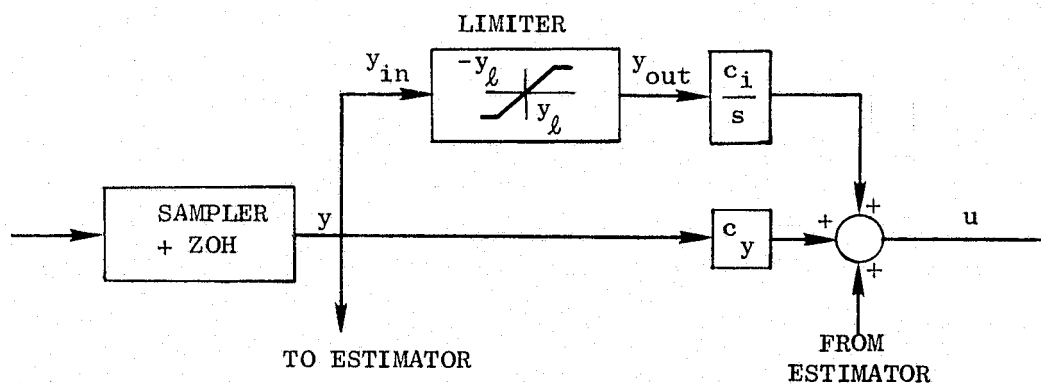 LIMITER
y_in
-y_ℓ
y_ℓ
y_out
c_i
s
SAMPLER
+ ZOH
y
c_y
+
+
+
u
TO ESTIMATOR
FROM
ESTIMATOR